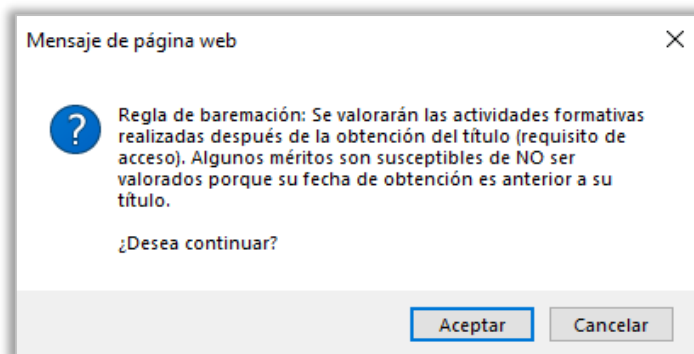 Mensaje de página web
Regla de baremación: Se valorarán las actividades formativas
realizadas después de la obtención del título (requisito de
acceso). Algunos méritos son susceptibles de NO ser
valorados porque su fecha de obtención es anterior a su
título.
¿Desea continuar?
Aceptar
Cancelar